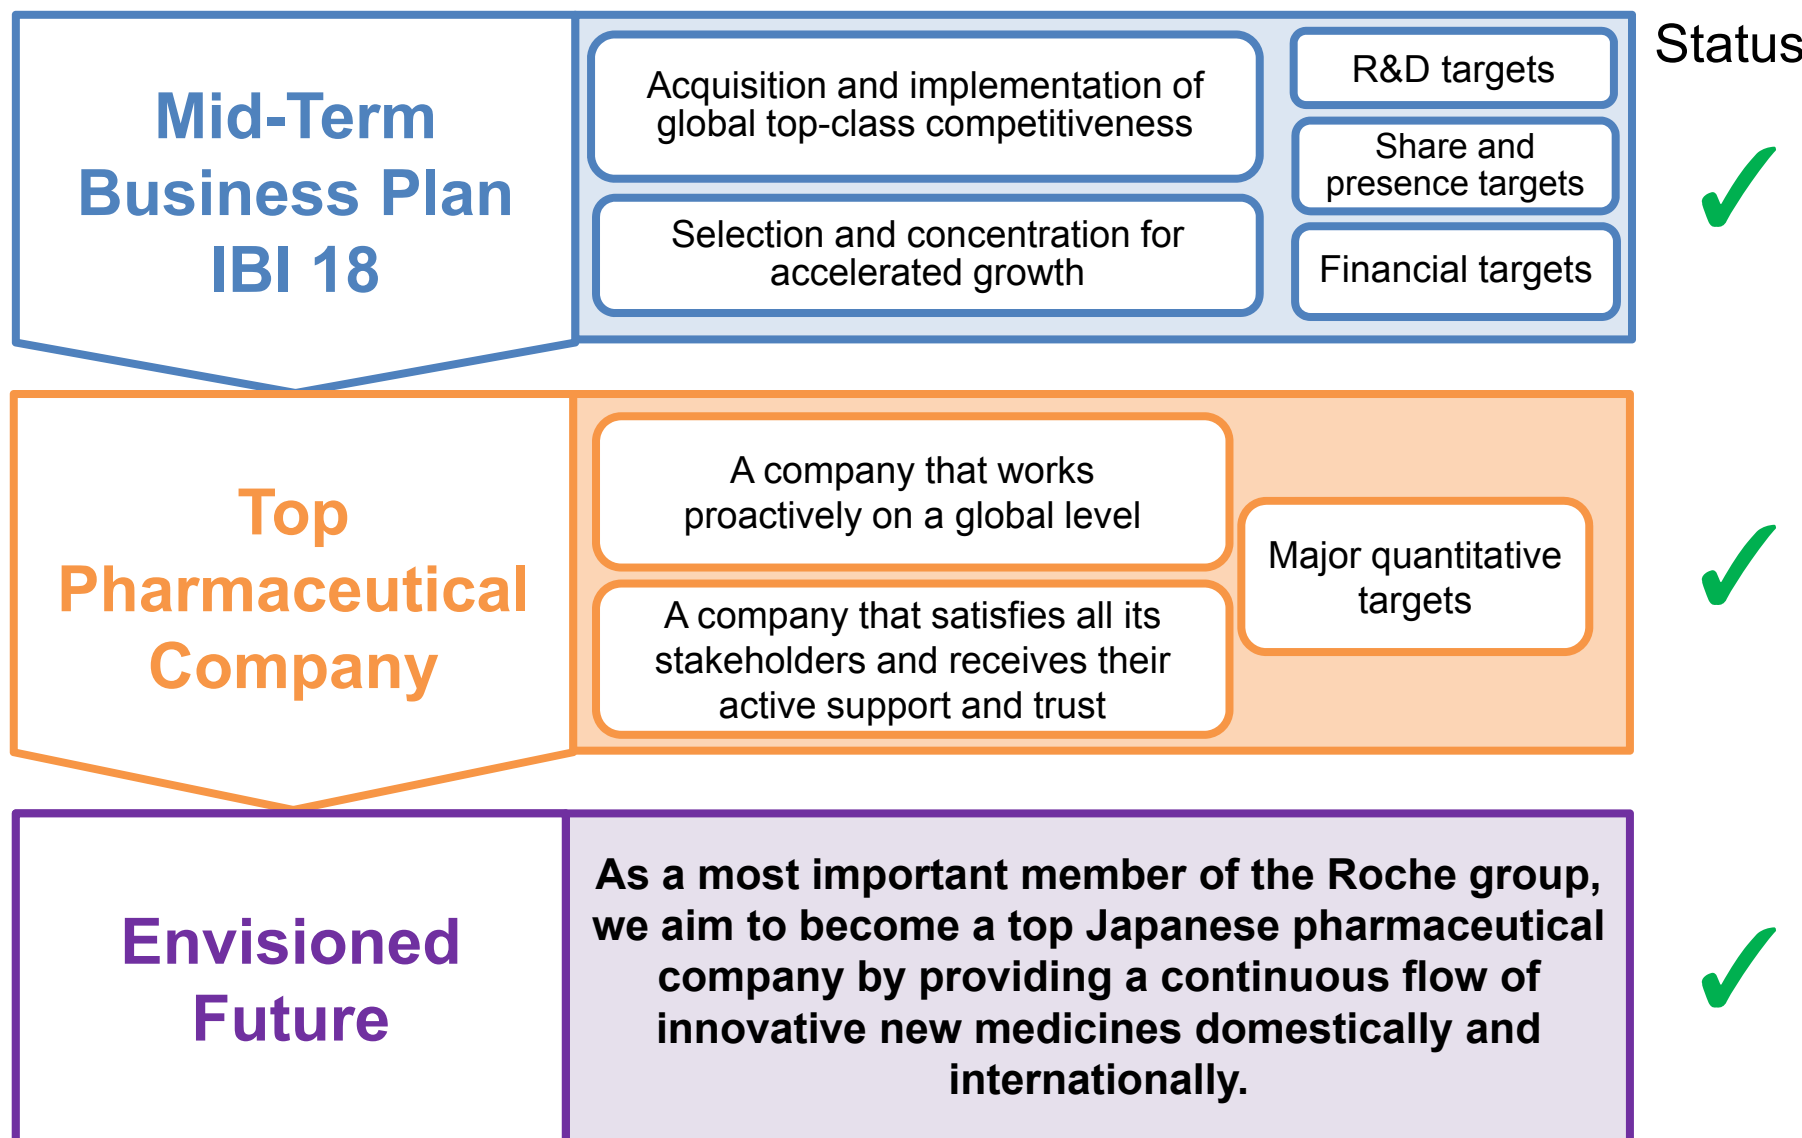 Status
Mid-Term
Business Plan
IBI 18
Acquisition and implementation of
global top-class competitiveness
Selection and concentration for
accelerated growth
R&D targets
Share and
presence targets
Financial targets
✓
Top
Pharmaceutical
Company
A company that works
proactively on a global level
A company that satisfies all its
stakeholders and receives their
active support and trust
Major quantitative
targets
✓
Envisioned
Future
As a most important member of the Roche group,
we aim to become a top Japanese pharmaceutical
company by providing a continuous flow of
innovative new medicines domestically and
internationally.
✓